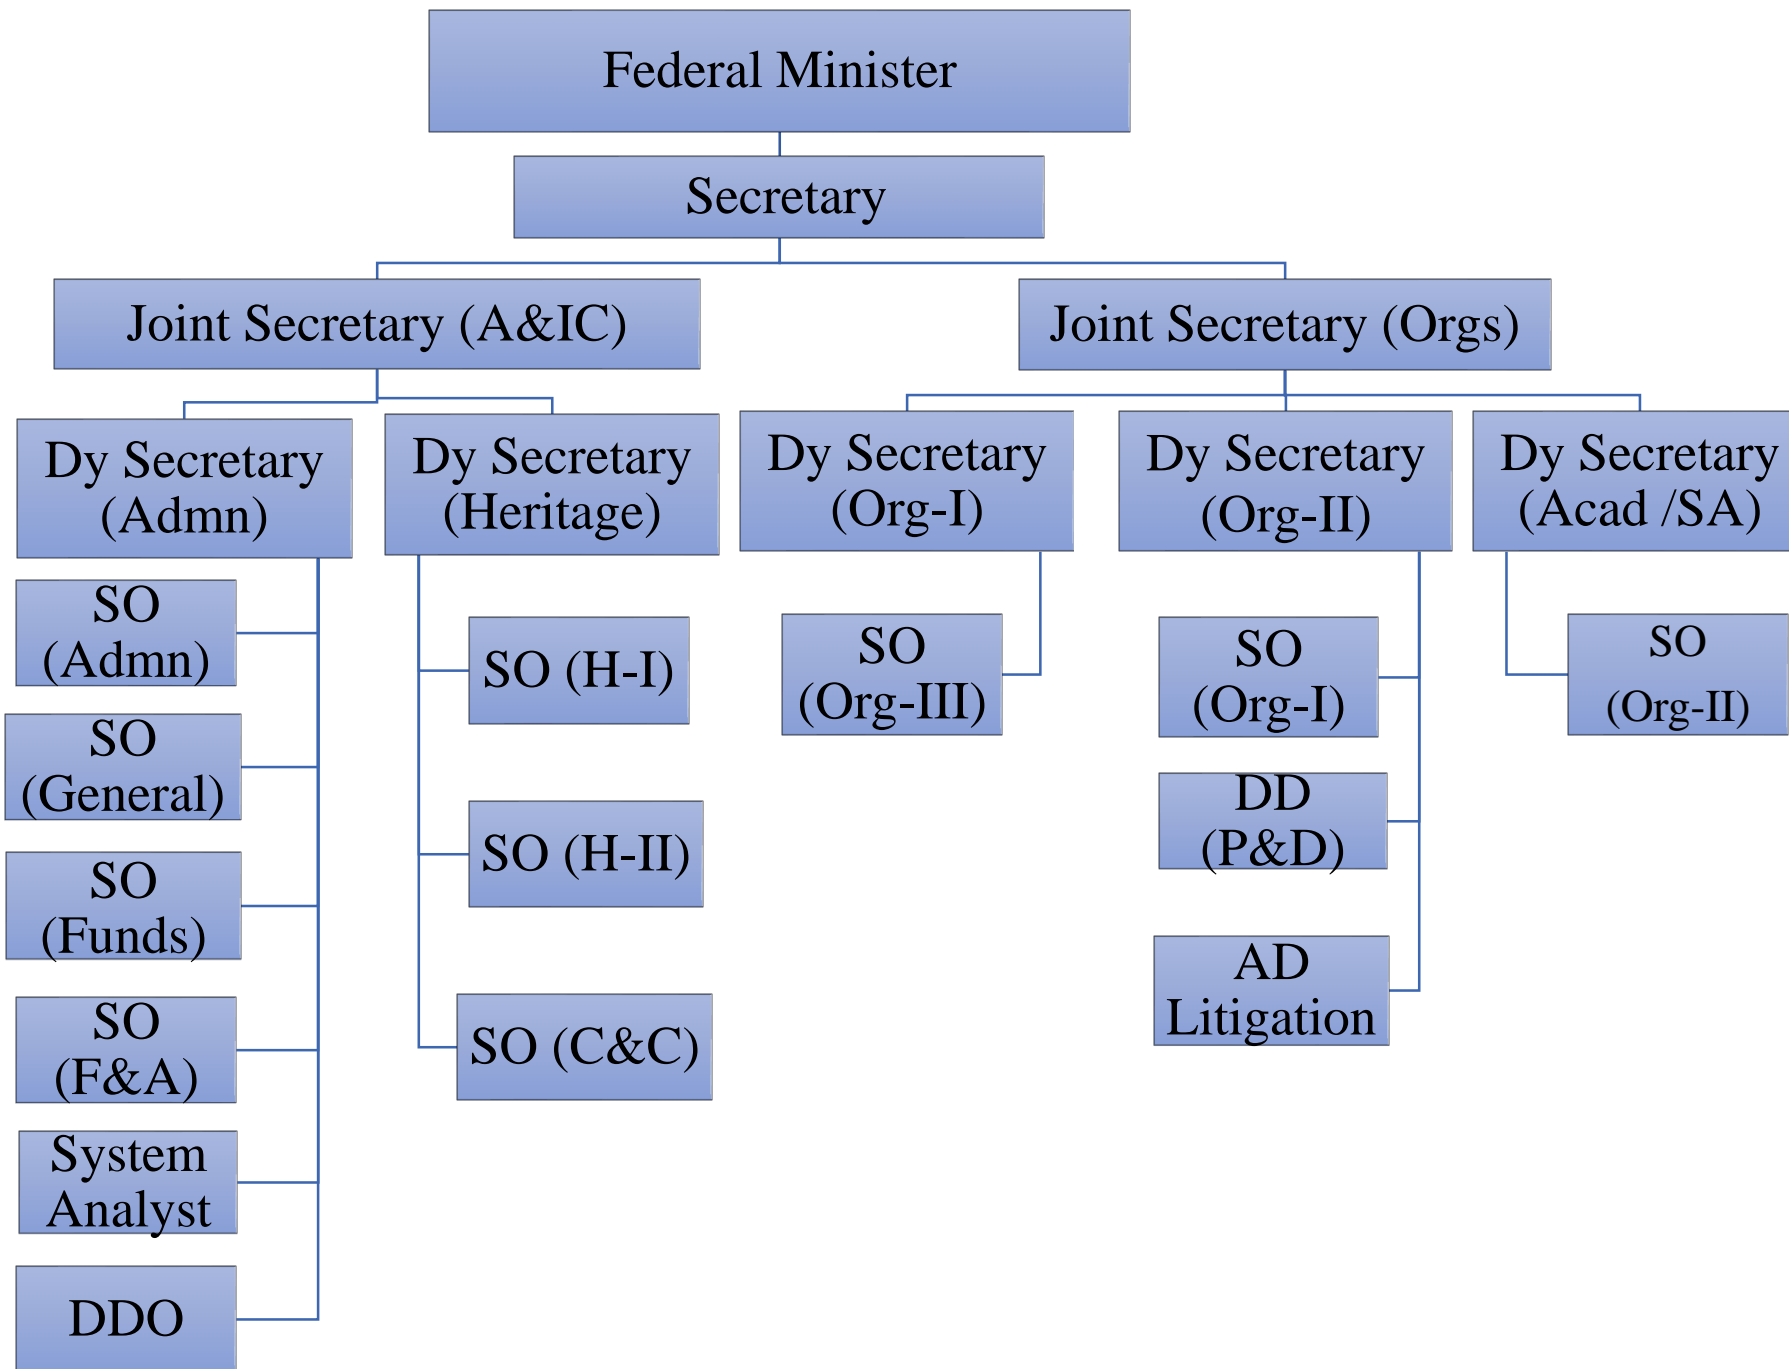 Federal Minister
Secretary
Joint Secretary (A&IC)
Joint Secretary (Orgs)
Dy Secretary
(Admn)
Dy Secretary
(Heritage)
Dy Secretary
(Org-I)
Dy Secretary
(Org-II)
Dy Secretary
(Acad /SA)
SO
(Admn)
SO
(General)
SO
(Funds)
SO
(F&A)
System
Analyst
DDO
SO (H-I)
SO (H-II)
SO (C&C)
SO
(Org-III)
SO
(Org-I)
DD
(P&D)
AD
Litigation
SO
(Org-II)